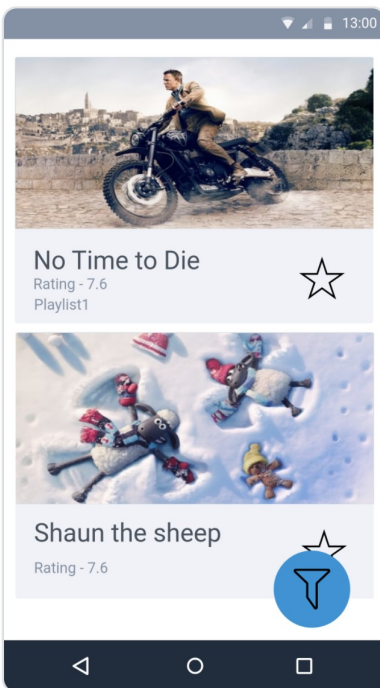 13:00
No Time to Die
Rating - 7.6
Playlist1
Shaun the sheep
Rating - 7.6